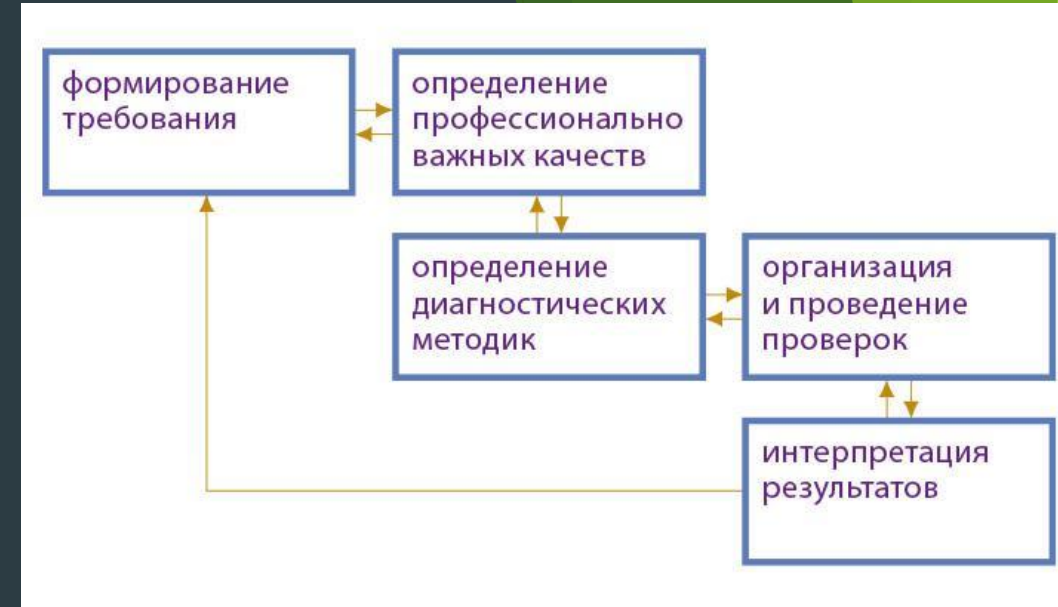 формирование
требования
определение
профессионально
важных качеств
определение
диагностических
методик
организация
и проведение
проверок
интерпретация
результатов